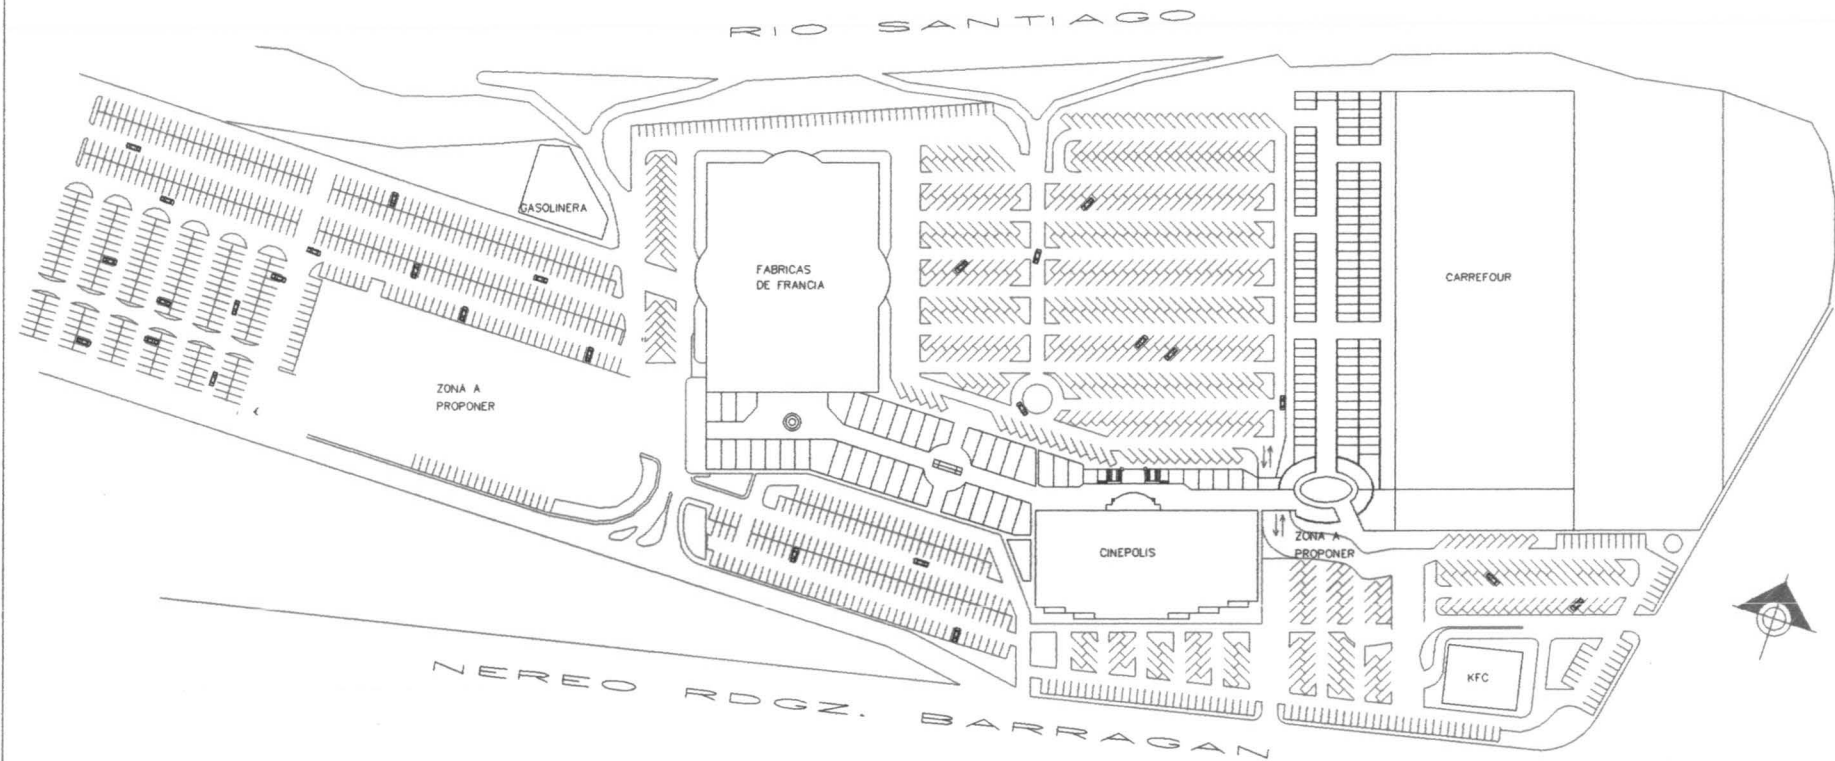 RIO SANTIAGO
GASOLINERA
FABRICAS
DE FRANCIA
CARREFOUR
ZONA A
PROPONER
CINEPOLIS
ZONA A
PROPONER
KFC
NEREO RDGZ. BARRAGAN